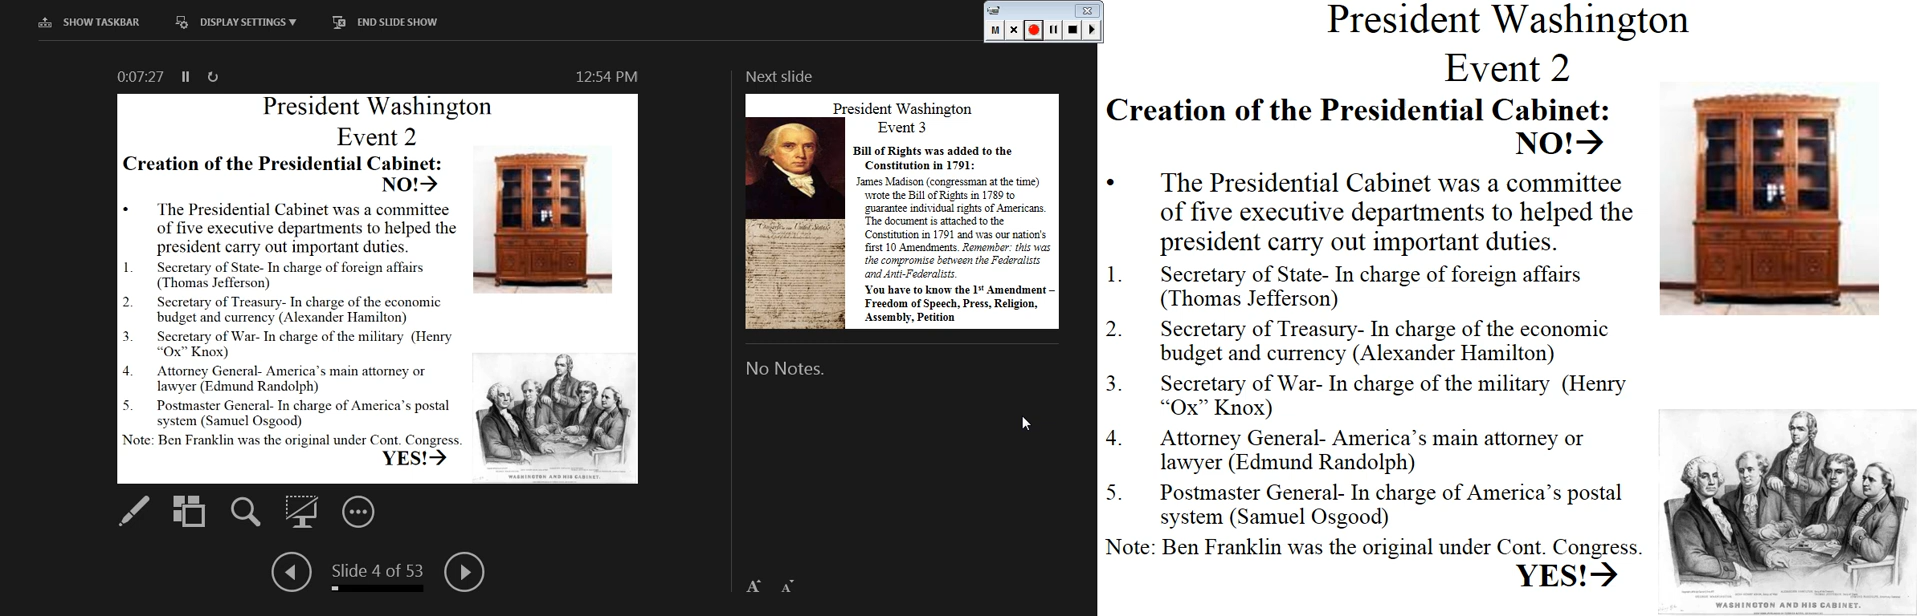 SHOW TASKBAR
DISPLAY SETTINGS ▼
END SLIDE SHOW
M
0:07:27
12:54 PM
President Washington
Event 2
Creation of the Presidential Cabinet:
NO!→
• The Presidential Cabinet was a committee
of five executive departments to helped the
president carry out important duties.
1. Secretary of State- In charge of foreign affairs
(Thomas Jefferson)
2. Secretary of Treasury- In charge of the economic
budget and currency (Alexander Hamilton)
3. Secretary of War- In charge of the military (Henry
“Ox” Knox)
4. Attorney General- America’s main attorney or
lawyer (Edmund Randolph)
5. Postmaster General- In charge of America’s postal
system (Samuel Osgood)
Note: Ben Franklin was the original under Cont. Congress.
YES!→
WASHINGTON AND HIS CABINET.
Slide 4 of 53
Next slide
President Washington
Event 3
Bill of Rights was added to the
Constitution in 1791:
James Madison (congressman at the time)
wrote the Bill of Rights in 1789 to
guarantee individual rights of Americans.
The document is attached to the
Constitution in 1791 and was our nation's
first 10 Amendments. Remember: this was
the compromise between the Federalists
and Anti-Federalists.
You have to know the 1st Amendment –
Freedom of Speech, Press, Religion,
Assembly, Petition
No Notes.
A A
President Washington
Event 2
Creation of the Presidential Cabinet:
NO!→
• The Presidential Cabinet was a committee
of five executive departments to helped the
president carry out important duties.
1. Secretary of State- In charge of foreign affairs
(Thomas Jefferson)
2. Secretary of Treasury- In charge of the economic
budget and currency (Alexander Hamilton)
3. Secretary of War- In charge of the military (Henry
“Ox” Knox)
4. Attorney General- America’s main attorney or
lawyer (Edmund Randolph)
5. Postmaster General- In charge of America’s postal
system (Samuel Osgood)
Note: Ben Franklin was the original under Cont. Congress.
YES!→
WASHINGTON AND HIS CABINET.